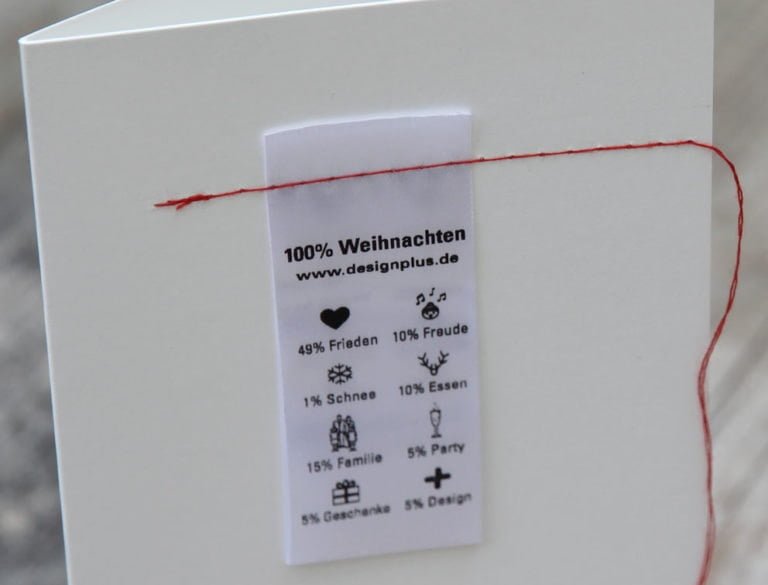 100% Weihnachten
www.designplus.de
49% Frieden 10% Freude
1% Schnee 10% Essen
15% Familie 5% Party
5% Geschenke 5% Design